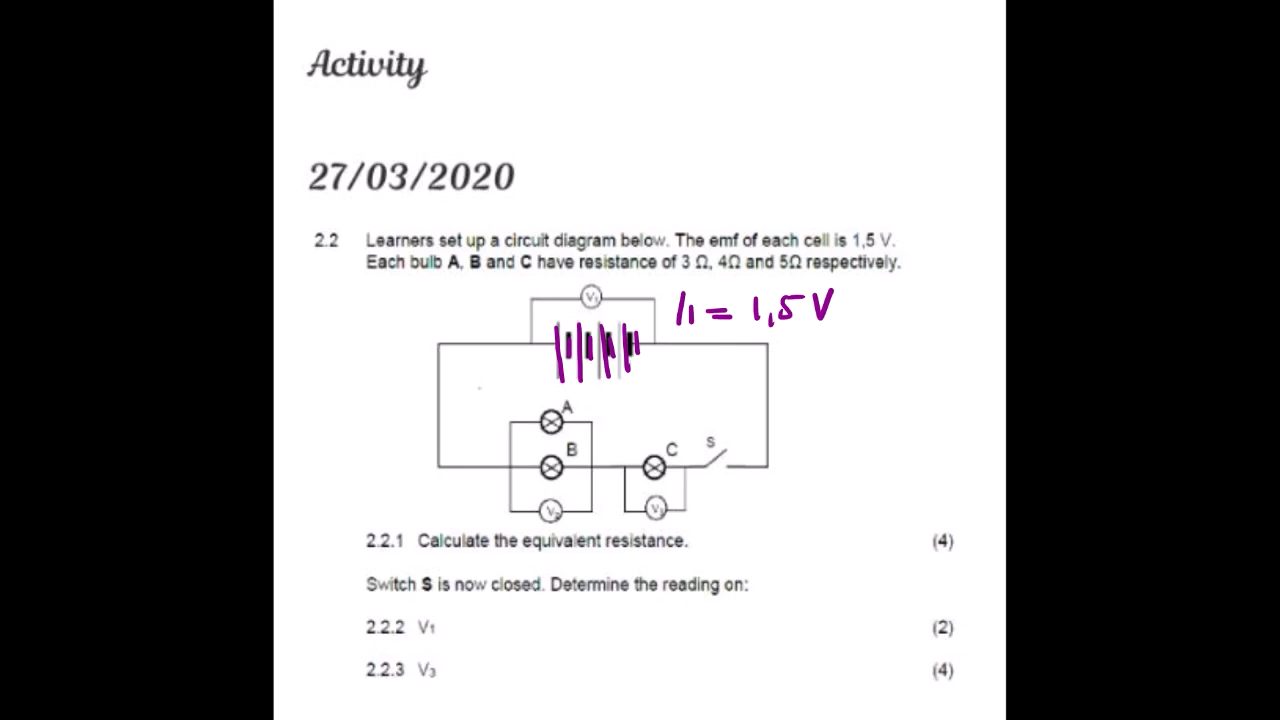 Activity
27/03/2020
2.2 Learners set up a circuit diagram below. The emf of each cell is 1,5 V.
Each bulb A, B and C have resistance of 3 Ω, 4Ω and 5Ω respectively.
V₁
= 1,5 V
A
B
C
S
V₂
V₃
2.2.1 Calculate the equivalent resistance. (4)
Switch S is now closed. Determine the reading on:
2.2.2 V₁ (2)
2.2.3 V₃ (4)